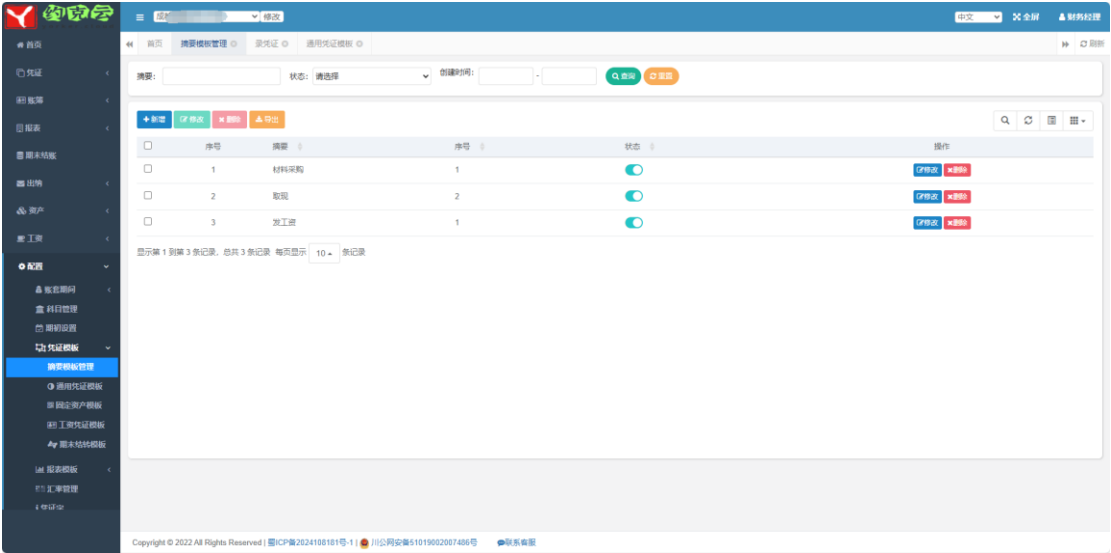 修改
中文
全屏
财务经理
首页
摘要模板管理
录凭证
通用凭证模板
刷新
首页
凭证
账簿
报表
期末结账
出纳
资产
工资
配置
账套期间
科目管理
期初设置
凭证模板
摘要模板管理
通用凭证模板
固定资产模板
工资凭证模板
期末结转模板
报表模板
汇率管理
摘要：
状态： 请选择
创建时间： -
查询 重置
新增 修改 删除 导出
序号 摘要 序号 状态 操作
1 材料采购 1 修改 删除
2 取现 2 修改 删除
3 发工资 1 修改 删除
显示第 1 到第 3 条记录，总共 3 条记录 每页显示 10 条记录
Copyright © 2022 All Rights Reserved | 蜀ICP备2024108181号-1 | 川公网安备51019002007486号 联系客服